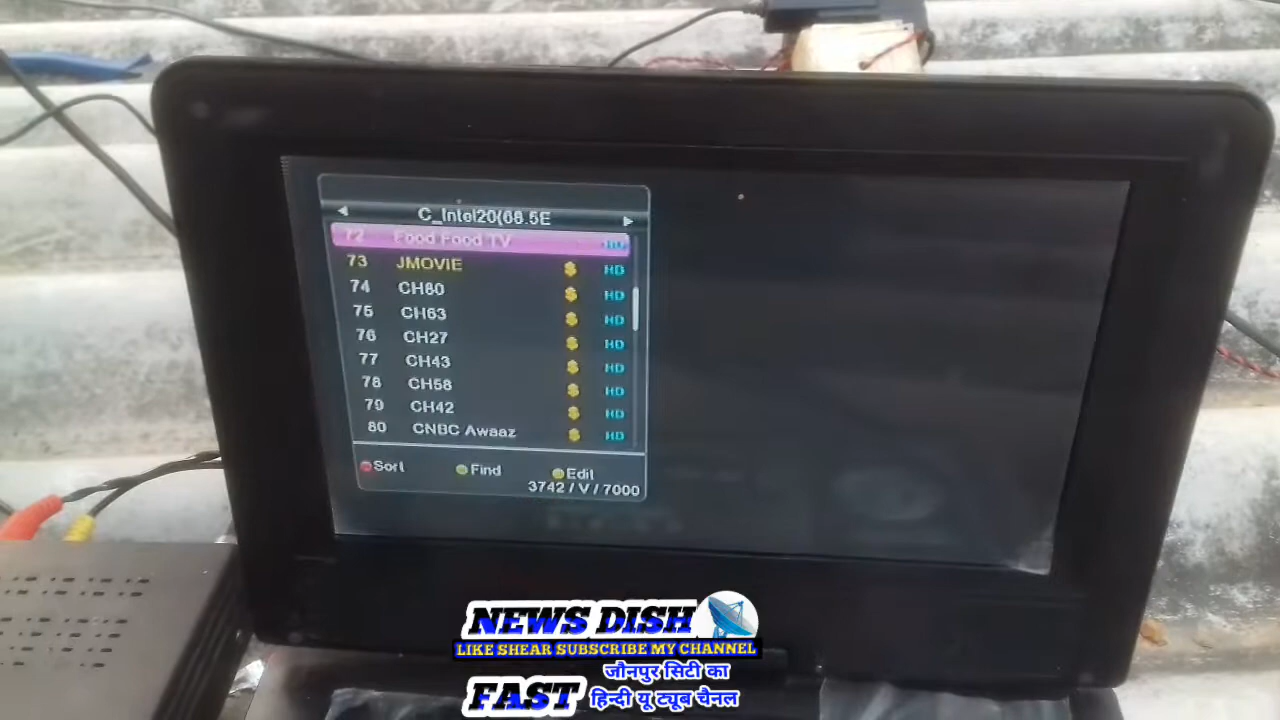 C_Intel20(68.5E
72 Food Food TV HD
73 JMOVIE $ HD
74 CH80 $ HD
75 CH63 $ HD
76 CH27 $ HD
77 CH43 $ HD
78 CH58 $ HD
79 CH42 $ HD
80 CNBC Awaaz $ HD
Sort Find Edit
3742 / V / 7000
NEWS DISH
LIKE SHEAR SUBSCRIBE MY CHANNEL
जौनपुर सिटी का
FAST हिन्दी यू ट्यूब चैनल